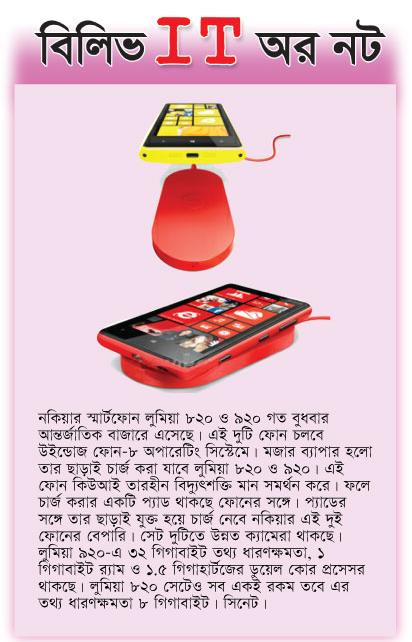 বিলিভ IT অর নট
নকিয়ার স্মার্টফোন লুমিয়া ৮২০ ও ৯২০ গত বুধবার
আন্তর্জাতিক বাজারে এসেছে। এই দুটি ফোন চলবে
উইন্ডোজ ফোন-৮ অপারেটিং সিস্টেমে। মজার ব্যাপার হলো
তার ছাড়াই চার্জ করা যাবে লুমিয়া ৮২০ ও ৯২০। এই
ফোন কিউআই তারহীন বিদ্যুৎশক্তি মান সমর্থন করে। ফলে
চার্জ করার একটি প্যাড থাকছে ফোনের সঙ্গে। প্যাডের
সঙ্গে তার ছাড়াই যুক্ত হয়ে চার্জ নেবে নকিয়ার এই দুই
ফোনের বেপারি। সেট দুটিতে উন্নত ক্যামেরা থাকছে।
লুমিয়া ৯২০-এ ৩২ গিগাবাইট তথ্য ধারণক্ষমতা, ১
গিগাবাইট র‍্যাম ও ১.৫ গিগাহার্টজের ডুয়েল কোর প্রসেসর
থাকছে। লুমিয়া ৮২০ সেটেও সব একই রকম তবে এর
তথ্য ধারণক্ষমতা ৮ গিগাবাইট। সিনেট।